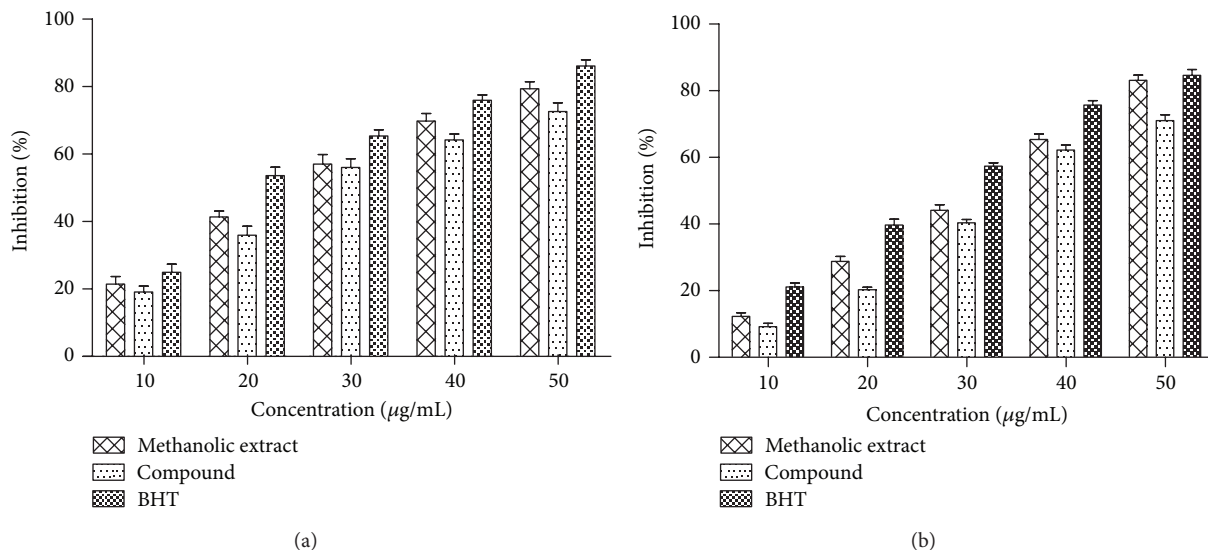 100
80
60
40
20
0
Inhibition (%)
10 20 30 40 50
Concentration (μg/mL)
Methanolic extract
Compound
BHT
(a)
100
80
60
40
20
0
Inhibition (%)
10 20 30 40 50
Concentration (μg/mL)
Methanolic extract
Compound
BHT
(b)